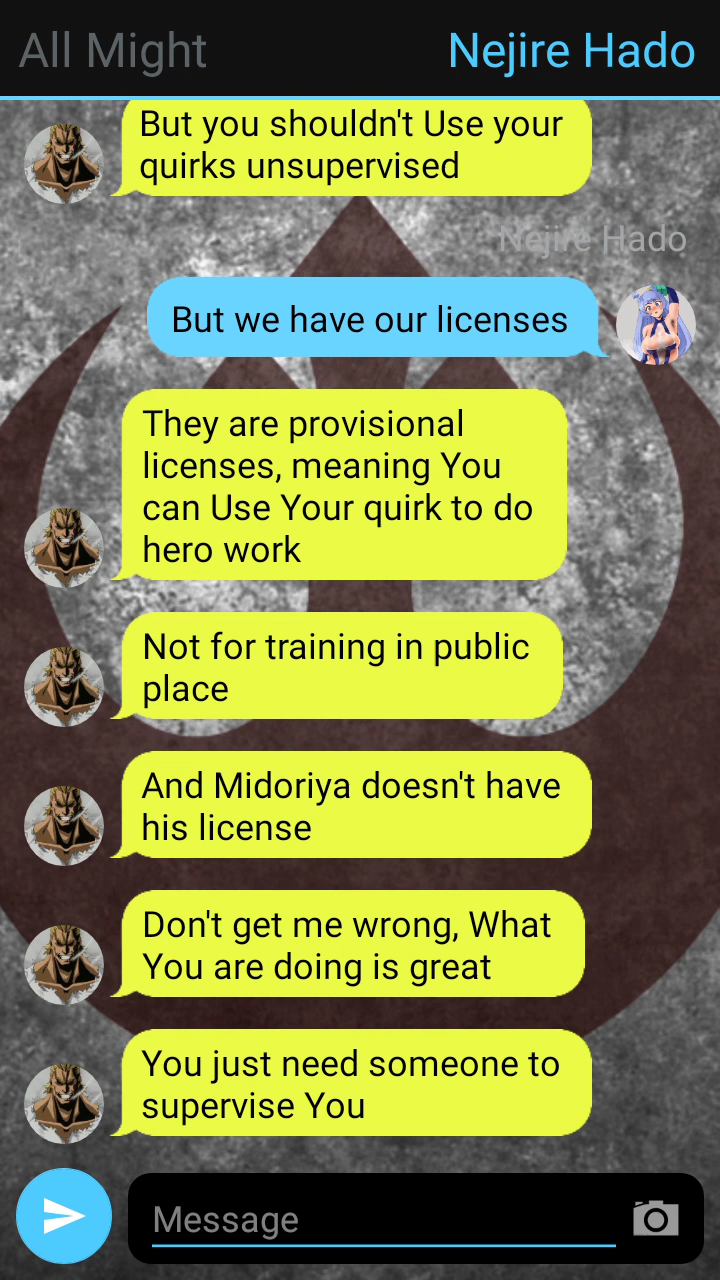 All Might
Nejire Hado
But you shouldn't Use your
quirks unsupervised
Nejire Hado
But we have our licenses
They are provisional
licenses, meaning You
can Use Your quirk to do
hero work
Not for training in public
place
And Midoriya doesn't have
his license
Don't get me wrong, What
You are doing is great
You just need someone to
supervise You
Message